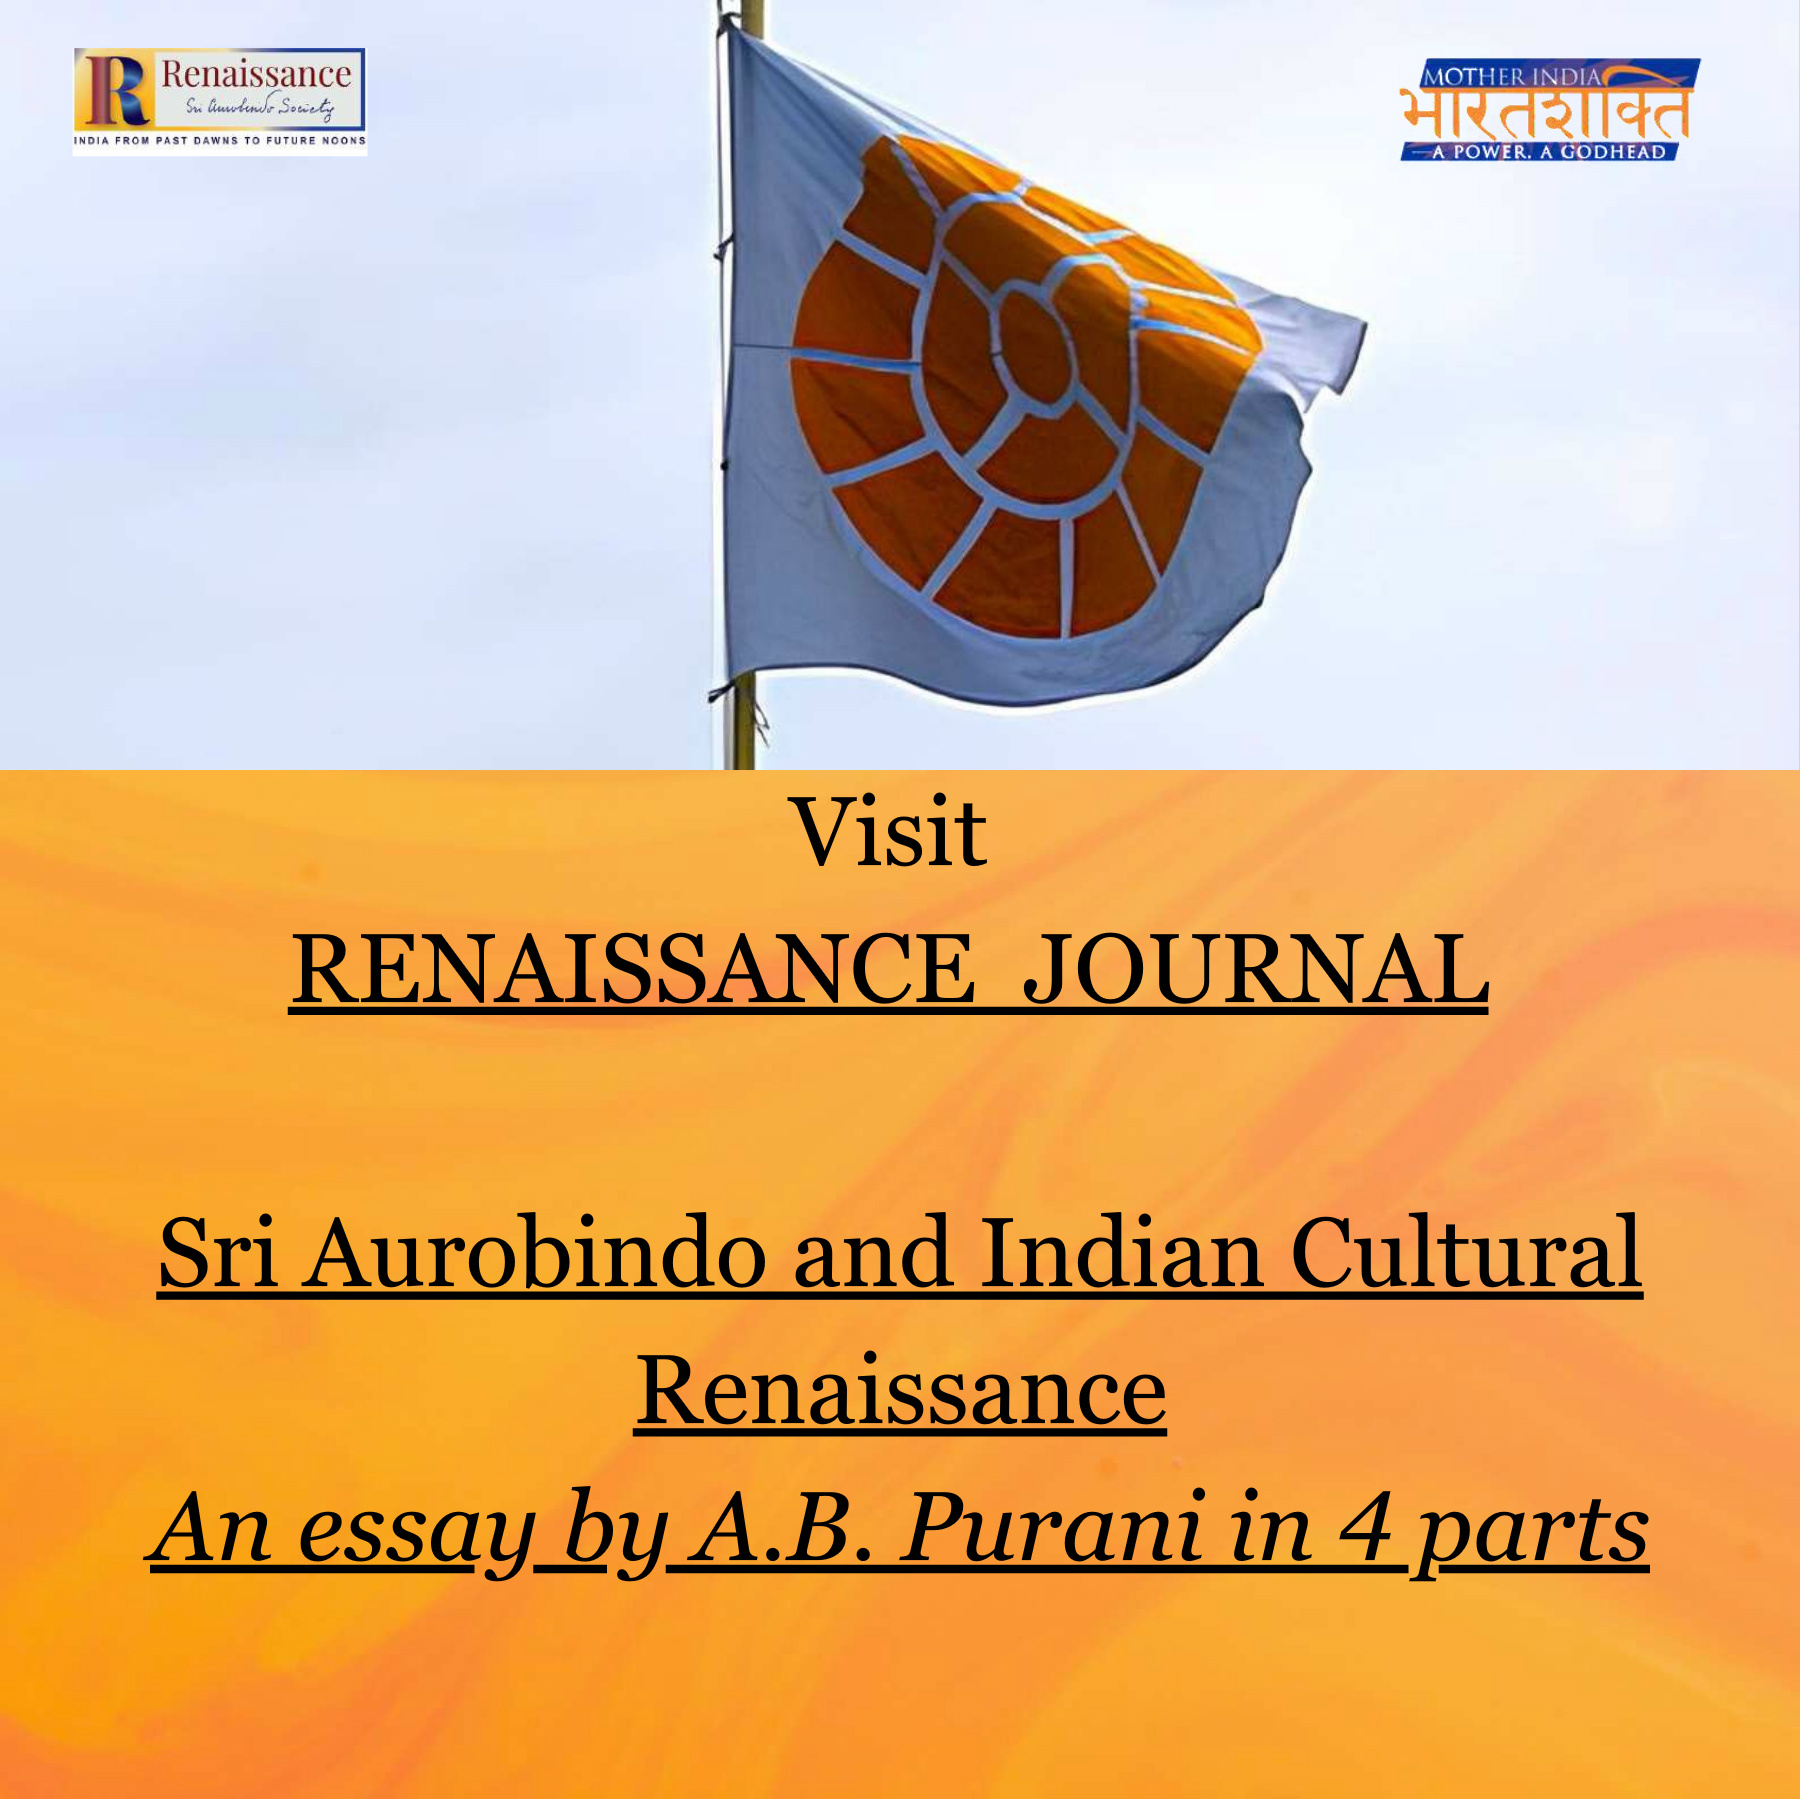 Renaissance
Sri Aurobindo Society
INDIA FROM PAST DAWNS TO FUTURE NOONS
MOTHER INDIA
भारतशक्ति
A POWER. A GODHEAD
Visit
RENAISSANCE JOURNAL
Sri Aurobindo and Indian Cultural
Renaissance
An essay by A.B. Purani in 4 parts